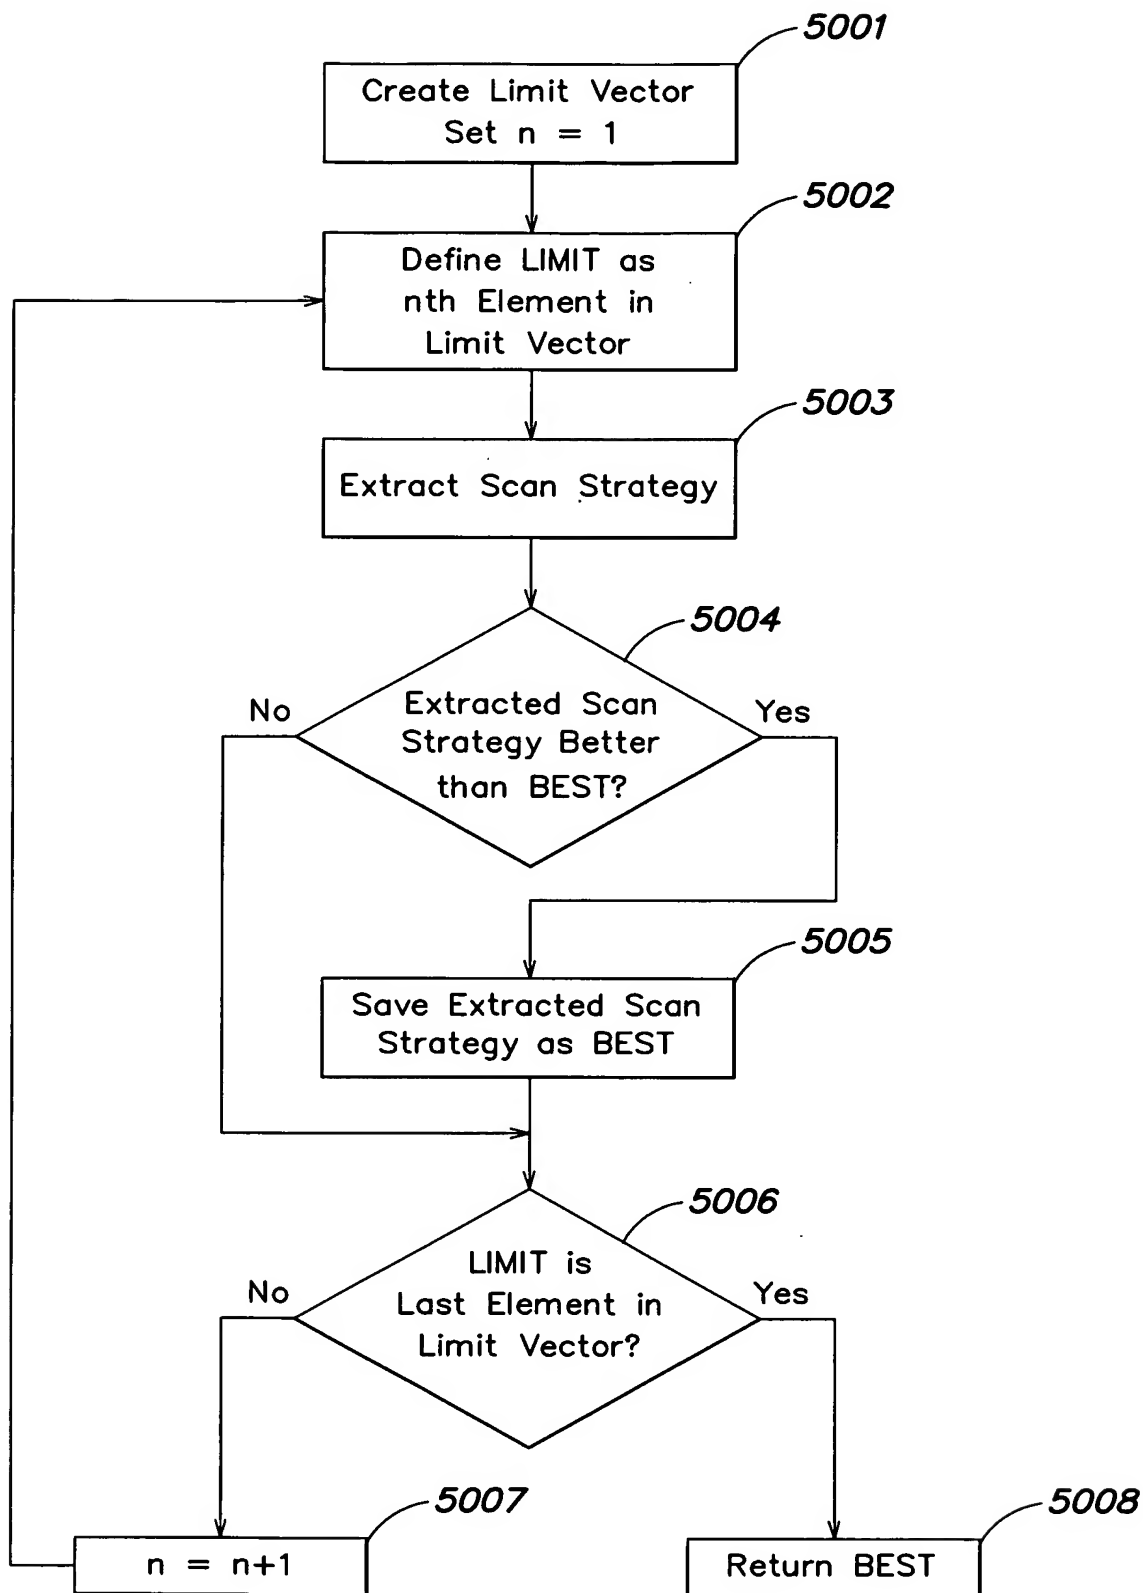 5001
Create Limit Vector
Set n = 1
5002
Define LIMIT as
nth Element in
Limit Vector
5003
Extract Scan Strategy
5004
No
Extracted Scan
Strategy Better
than BEST?
Yes
5005
Save Extracted Scan
Strategy as BEST
5006
No
LIMIT is
Last Element in
Limit Vector?
Yes
5007
n = n+1
5008
Return BEST